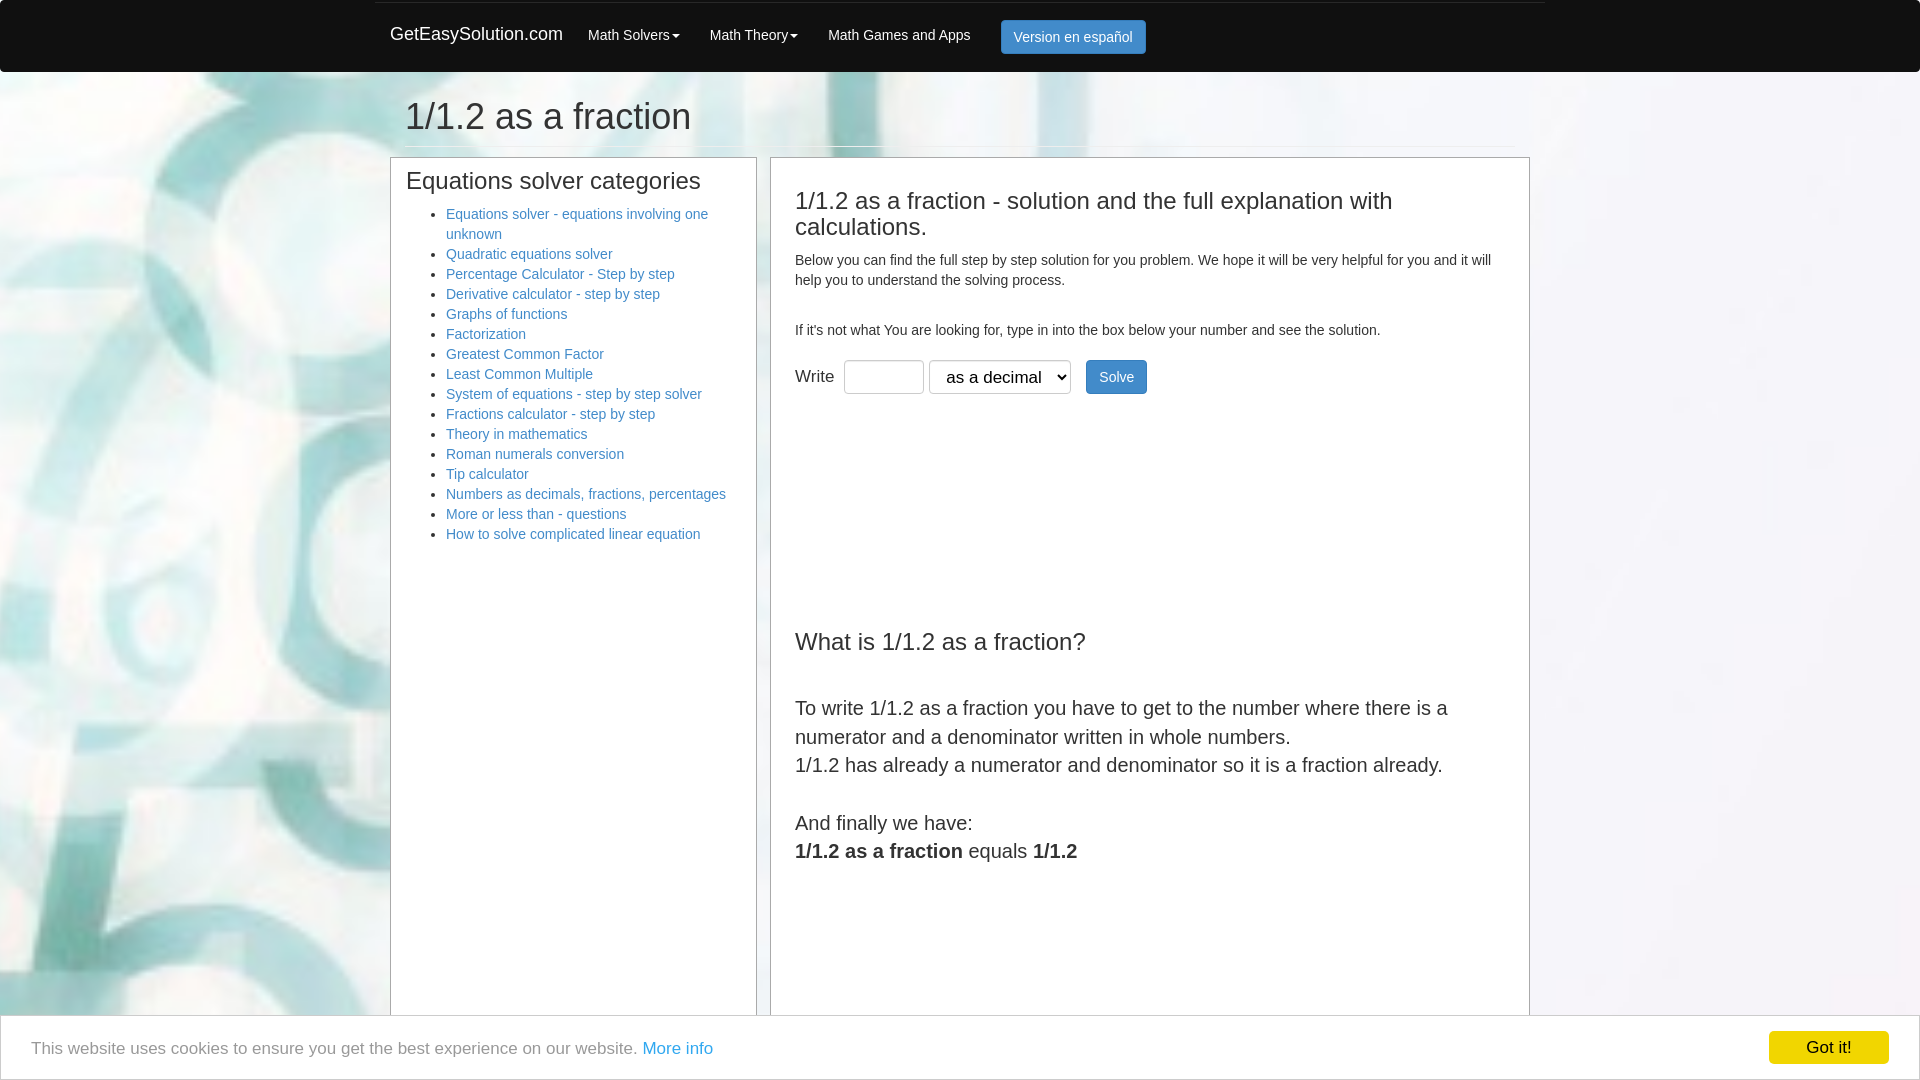 GetEasySolution.com Math Solvers Math Theory Math Games and Apps Version en español
1/1.2 as a fraction
Equations solver categories
Equations solver - equations involving one
unknown
Quadratic equations solver
Percentage Calculator - Step by step
Derivative calculator - step by step
Graphs of functions
Factorization
Greatest Common Factor
Least Common Multiple
System of equations - step by step solver
Fractions calculator - step by step
Theory in mathematics
Roman numerals conversion
Tip calculator
Numbers as decimals, fractions, percentages
More or less than - questions
How to solve complicated linear equation
1/1.2 as a fraction - solution and the full explanation with
calculations.
Below you can find the full step by step solution for you problem. We hope it will be very helpful for you and it will
help you to understand the solving process.
If it's not what You are looking for, type in into the box below your number and see the solution.
Write as a decimal Solve
What is 1/1.2 as a fraction?
To write 1/1.2 as a fraction you have to get to the number where there is a
numerator and a denominator written in whole numbers.
1/1.2 has already a numerator and denominator so it is a fraction already.
And finally we have:
1/1.2 as a fraction equals 1/1.2
This website uses cookies to ensure you get the best experience on our website. More info
Got it!